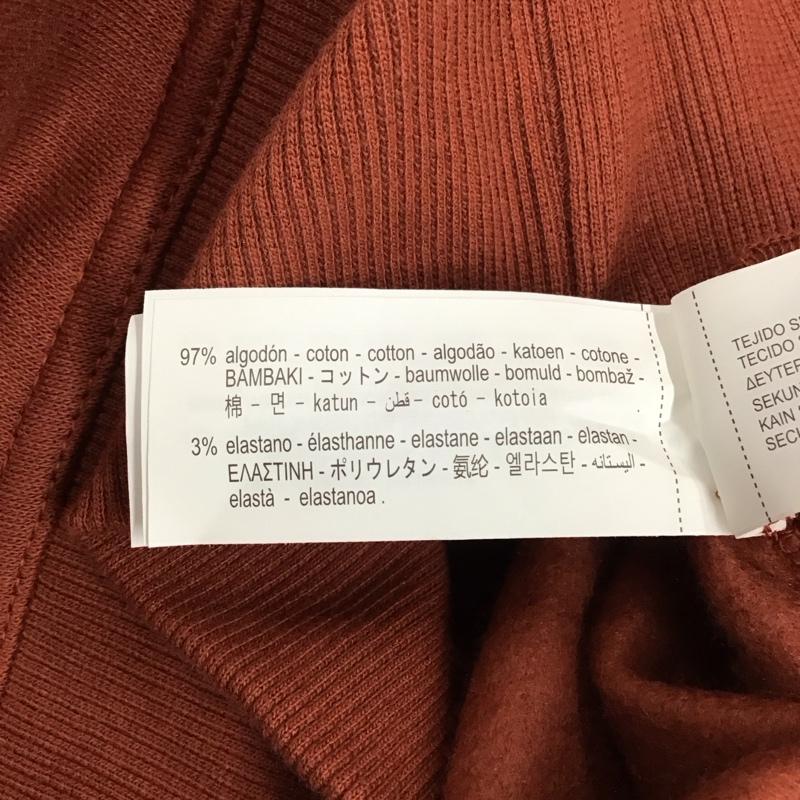 97% algodón - coton - cotton - algodão - katoen - cotone -
BAMBAKI - コットン - baumwolle - bomuld - bombaž -
棉 - 면 - katun - قطن - cotó - kotoia
3% elastano - élasthanne - elastane - elastaan - elastan -
ΕΛΑΣΤΙΝΗ - ポリウレタン - 氨纶 - 엘라스탄 - اليستانه -
elastà - elastanoa .
TEJIDO
TECIDO
ΔΕΥΤΕΡ
SEKUN
KAIN
SECU